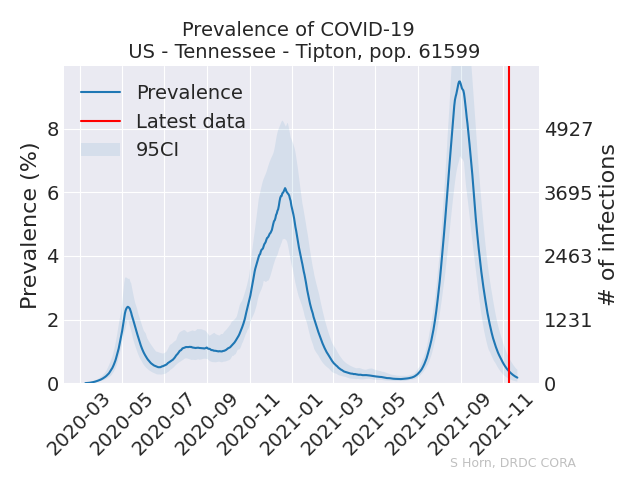 Prevalence of COVID-19
US - Tennessee - Tipton, pop. 61599
Prevalence
Latest data
95CI
Prevalence (%)
8
6
4
2
0
4927
3695
2463
1231
0
# of infections
2020-03
2020-05
2020-07
2020-09
2020-11
2021-01
2021-03
2021-05
2021-07
2021-09
2021-11
S Horn, DRDC CORA